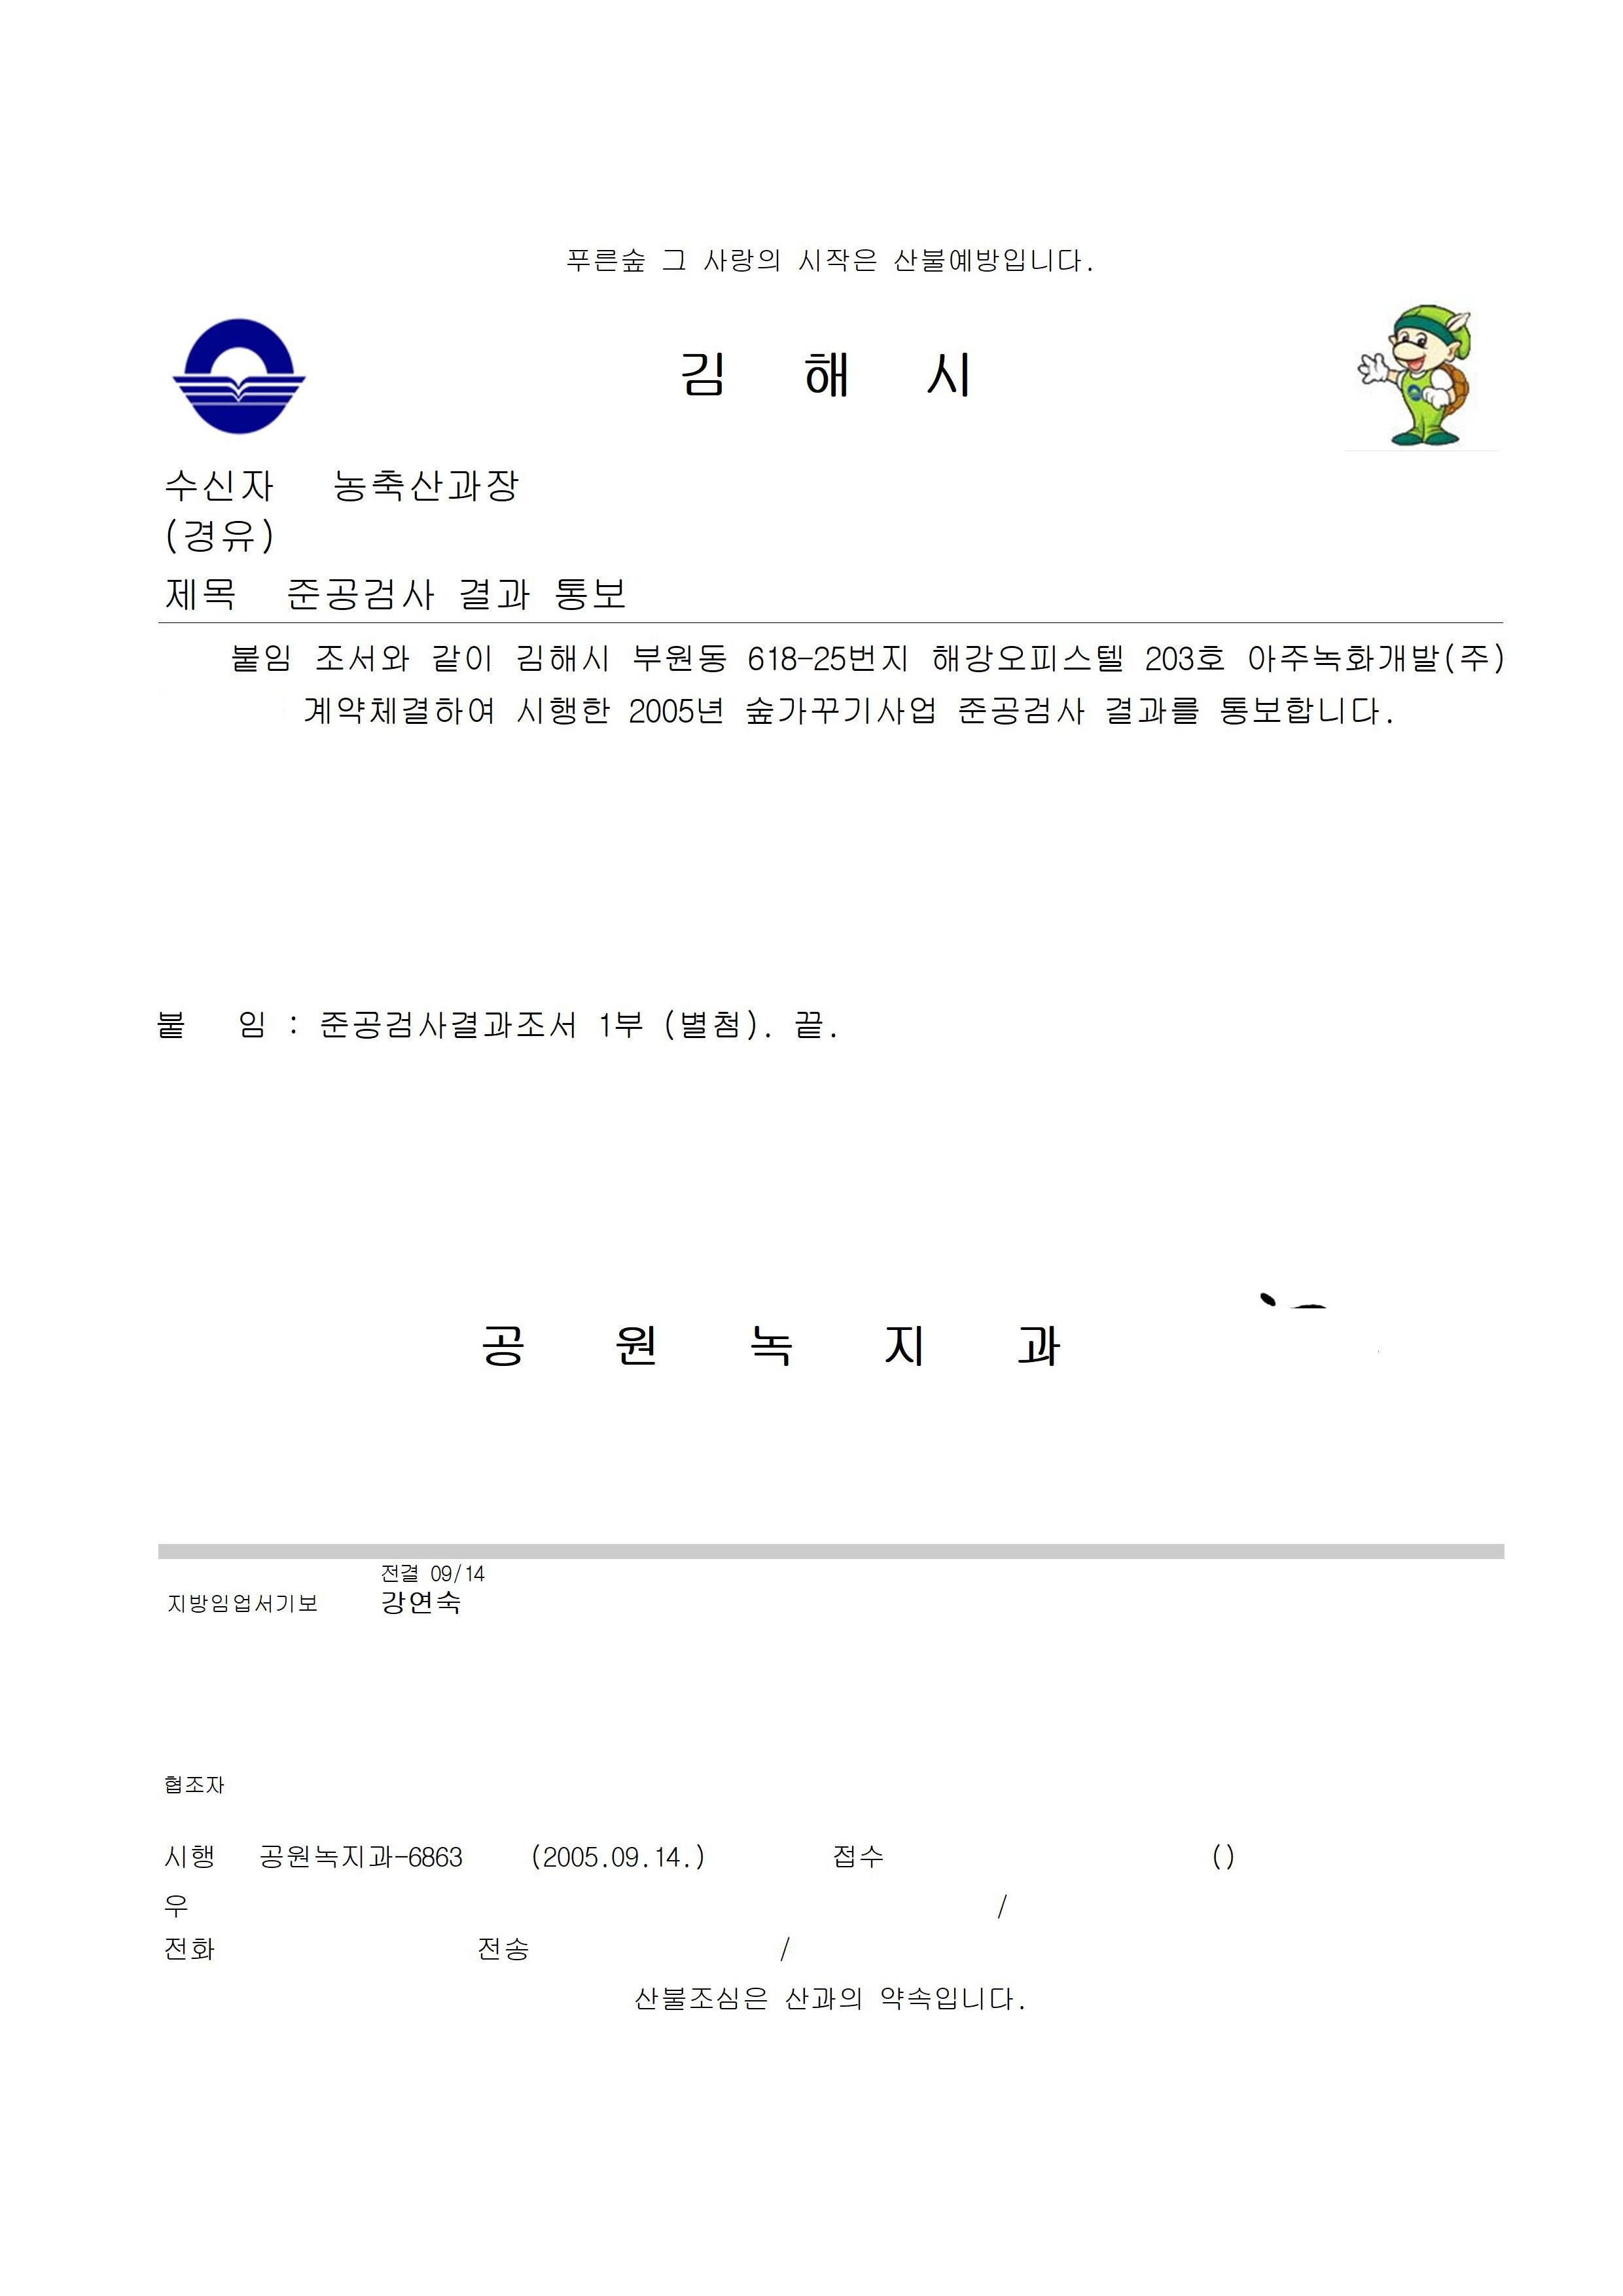 푸른숲 그 사랑의 시작은 산불예방입니다.
김 해 시
수신자 농축산과장
(경유)
제목 준공검사 결과 통보
붙임 조서와 같이 김해시 부원동 618-25번지 해강오피스텔 203호 아주녹화개발(주)
계약체결하여 시행한 2005년 숲가꾸기사업 준공검사 결과를 통보합니다.
붙 임 : 준공검사결과조서 1부 (별첨). 끝.
공 원 녹 지 과
전결 09/14
지방임업서기보 강연숙
협조자
시행 공원녹지과-6863 (2005.09.14.) 접수 ()
우 /
전화 전송 /
산불조심은 산과의 약속입니다.